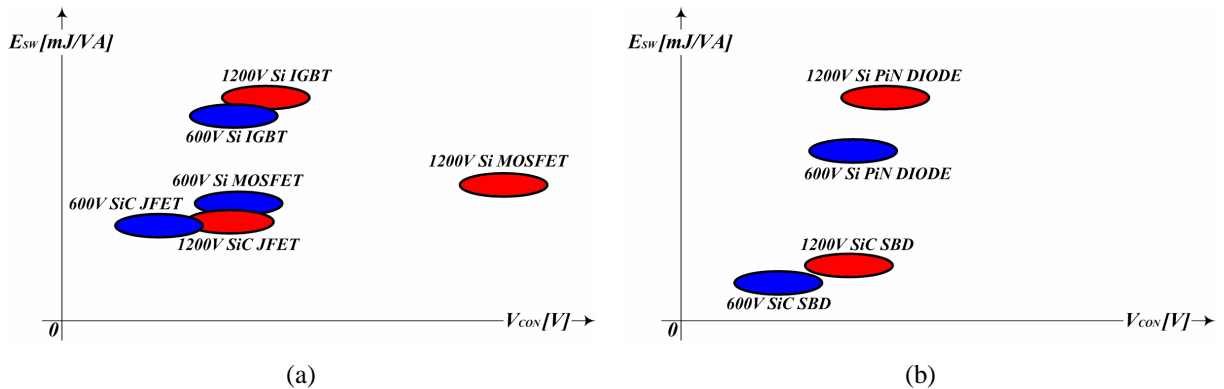 E_SW [mJ/VA]
1200V Si IGBT
600V Si IGBT
1200V Si MOSFET
600V Si MOSFET
600V SiC JFET
1200V SiC JFET
0
V_CON [V]
(a)
E_SW [mJ/VA]
1200V Si PiN DIODE
600V Si PiN DIODE
1200V SiC SBD
600V SiC SBD
0
V_CON [V]
(b)